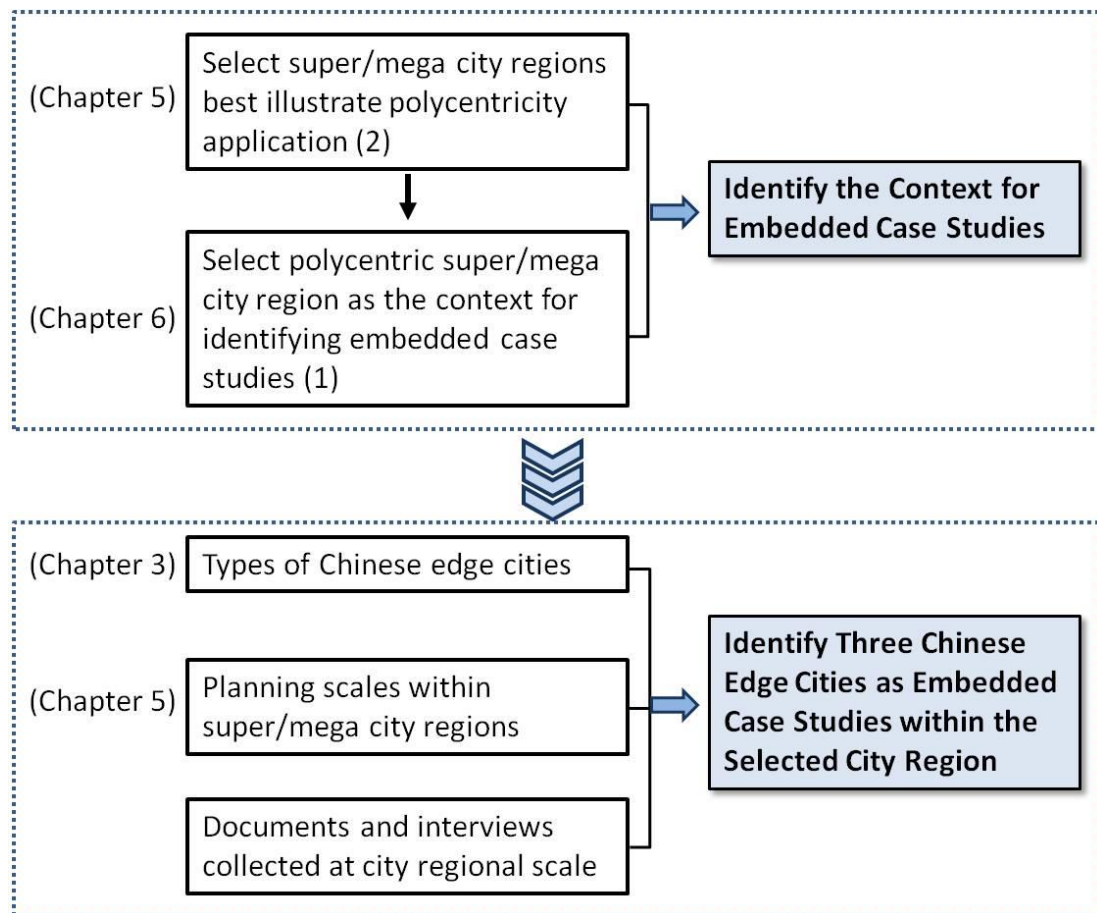 (Chapter 5)
Select super/mega city regions
best illustrate polycentricity
application (2)
(Chapter 6)
Select polycentric super/mega
city region as the context for
identifying embedded case
studies (1)
Identify the Context for
Embedded Case Studies
(Chapter 3)
Types of Chinese edge cities
(Chapter 5)
Planning scales within
super/mega city regions
Documents and interviews
collected at city regional scale
Identify Three Chinese
Edge Cities as Embedded
Case Studies within the
Selected City Region